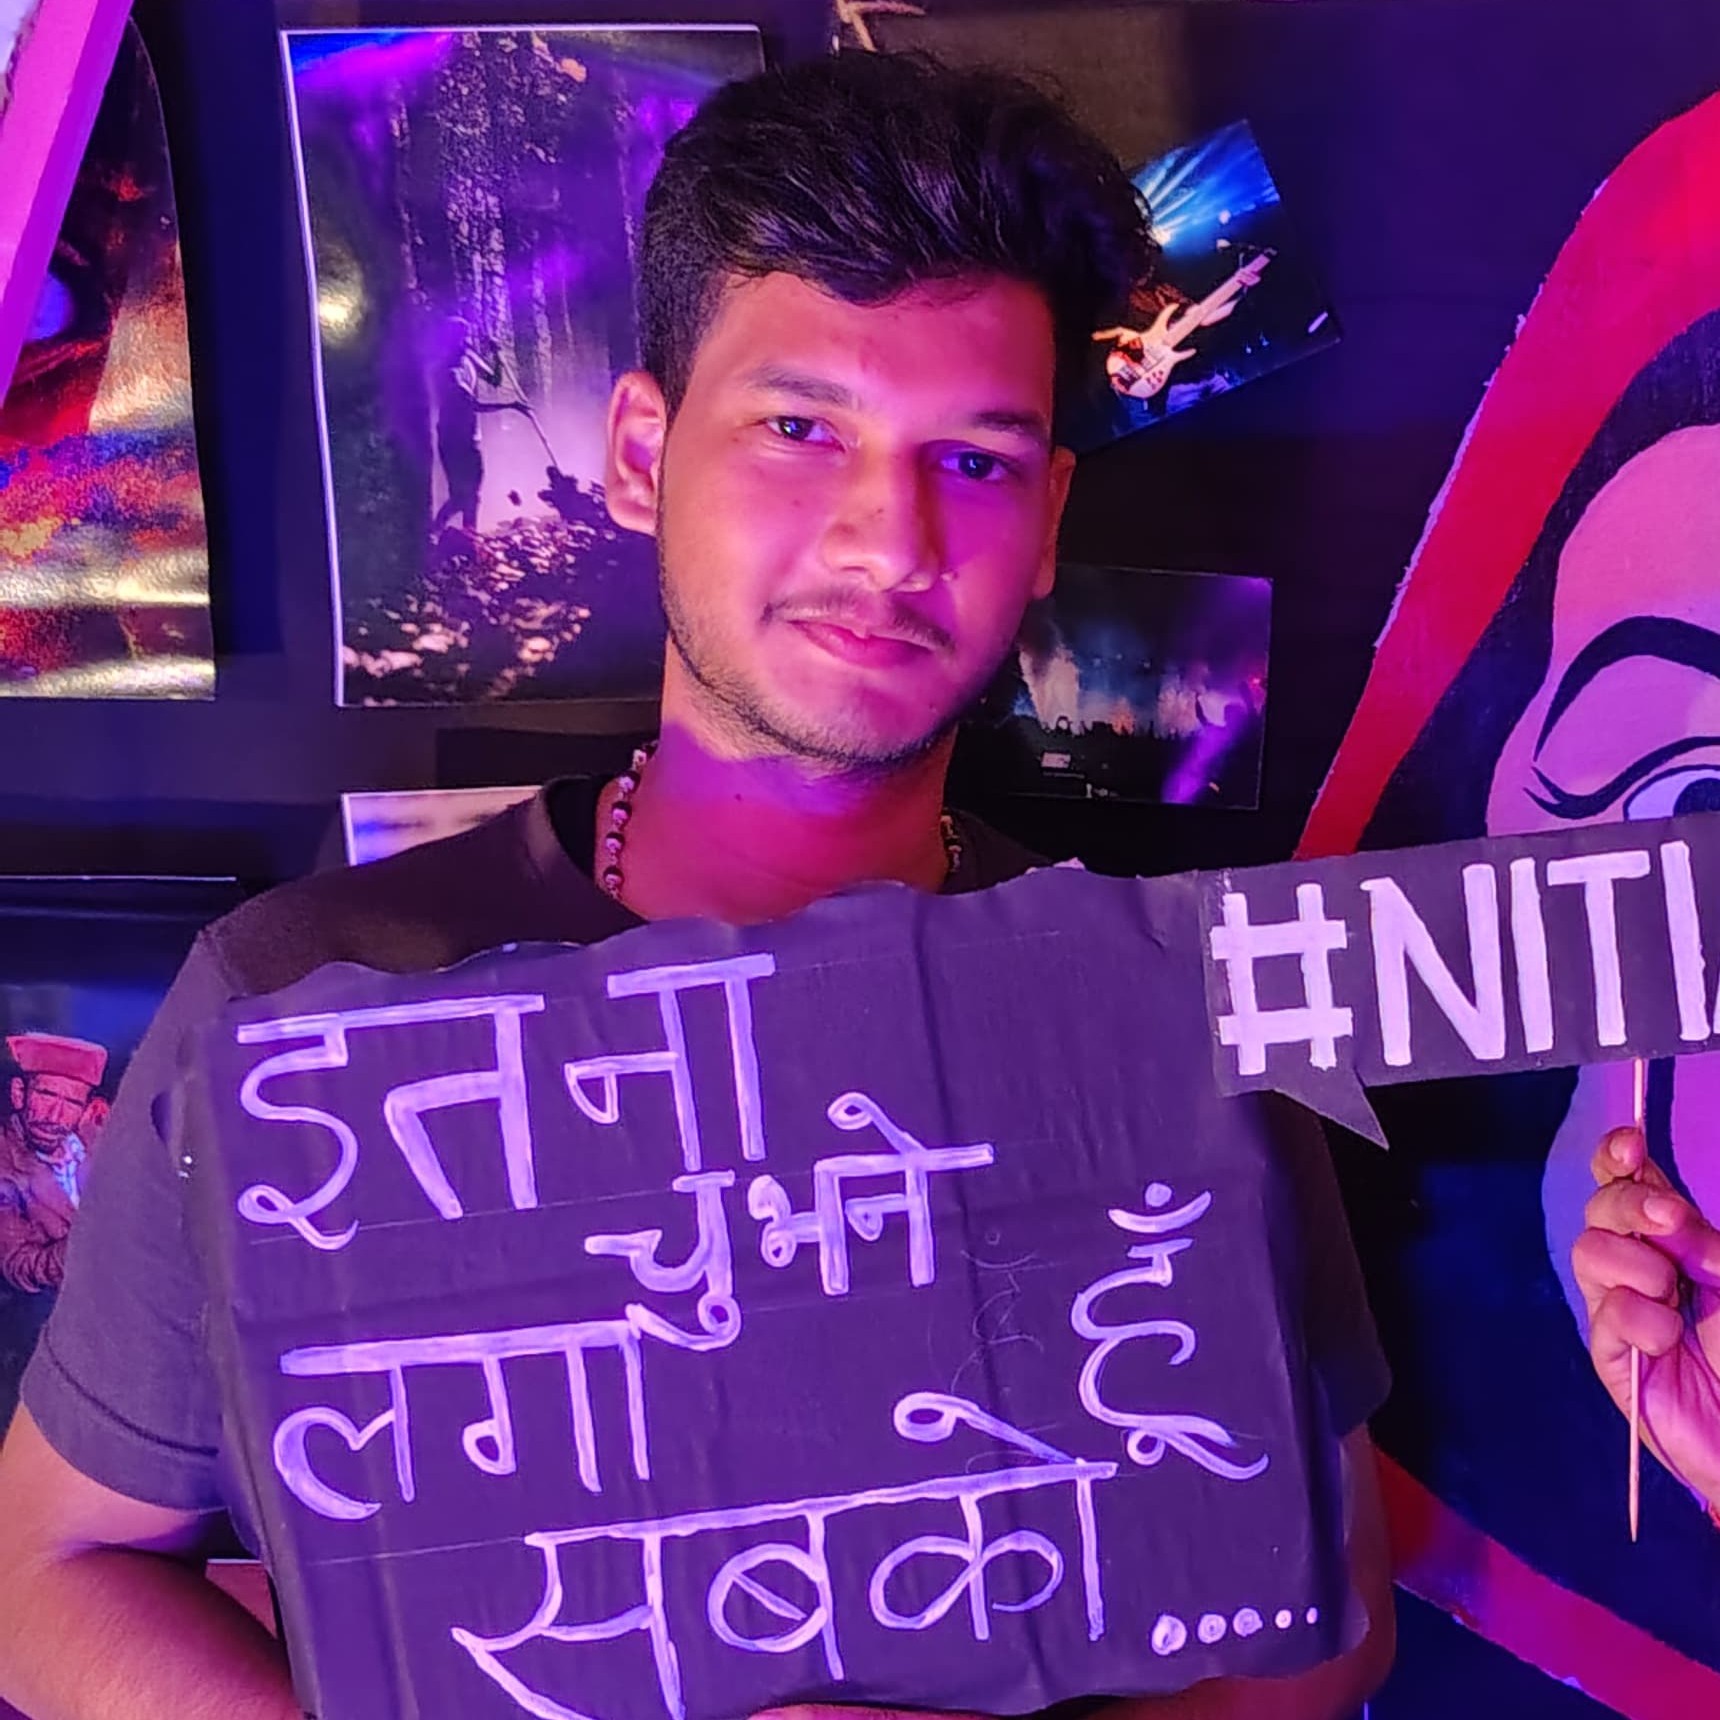 इतना
चुभने
लगा हूँ
सबको.....
#NITI